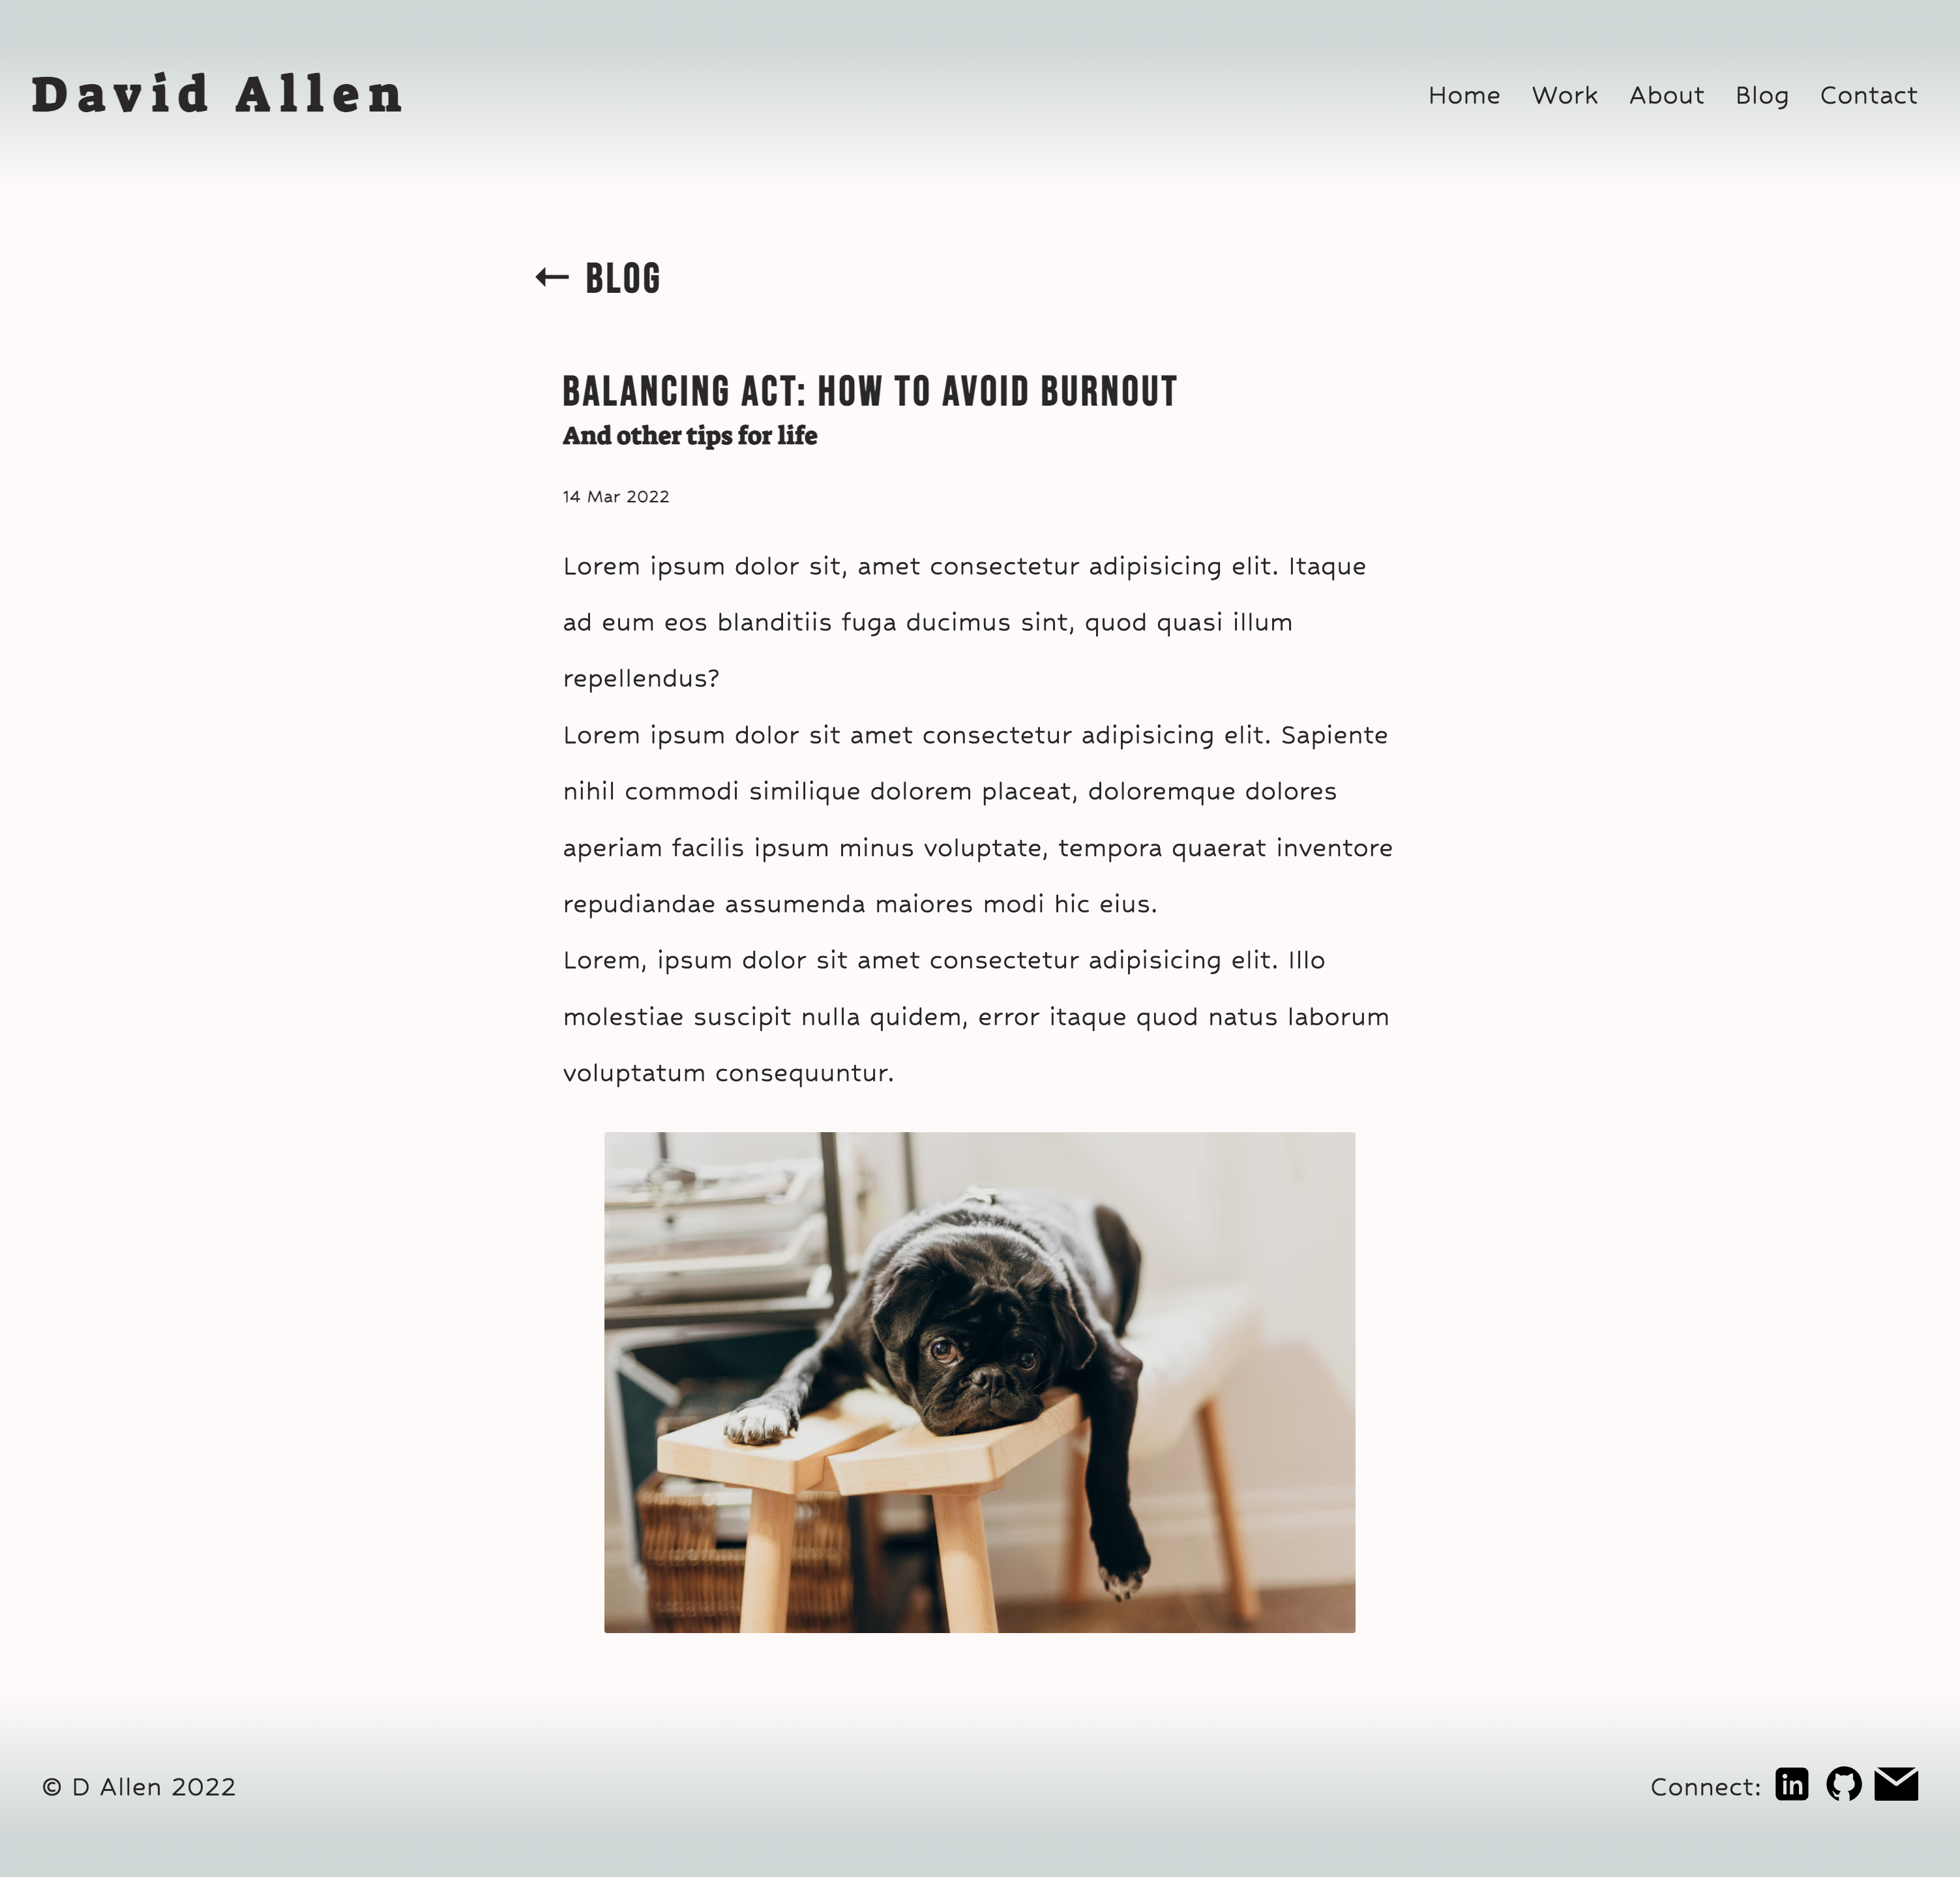 David Allen
Home Work About Blog Contact
← BLOG
BALANCING ACT: HOW TO AVOID BURNOUT
And other tips for life
14 Mar 2022
Lorem ipsum dolor sit, amet consectetur adipisicing elit. Itaque
ad eum eos blanditiis fuga ducimus sint, quod quasi illum
repellendus?
Lorem ipsum dolor sit amet consectetur adipisicing elit. Sapiente
nihil commodi similique dolorem placeat, doloremque dolores
aperiam facilis ipsum minus voluptate, tempora quaerat inventore
repudiandae assumenda maiores modi hic eius.
Lorem, ipsum dolor sit amet consectetur adipisicing elit. Illo
molestiae suscipit nulla quidem, error itaque quod natus laborum
voluptatum consequuntur.
© D Allen 2022
Connect: in